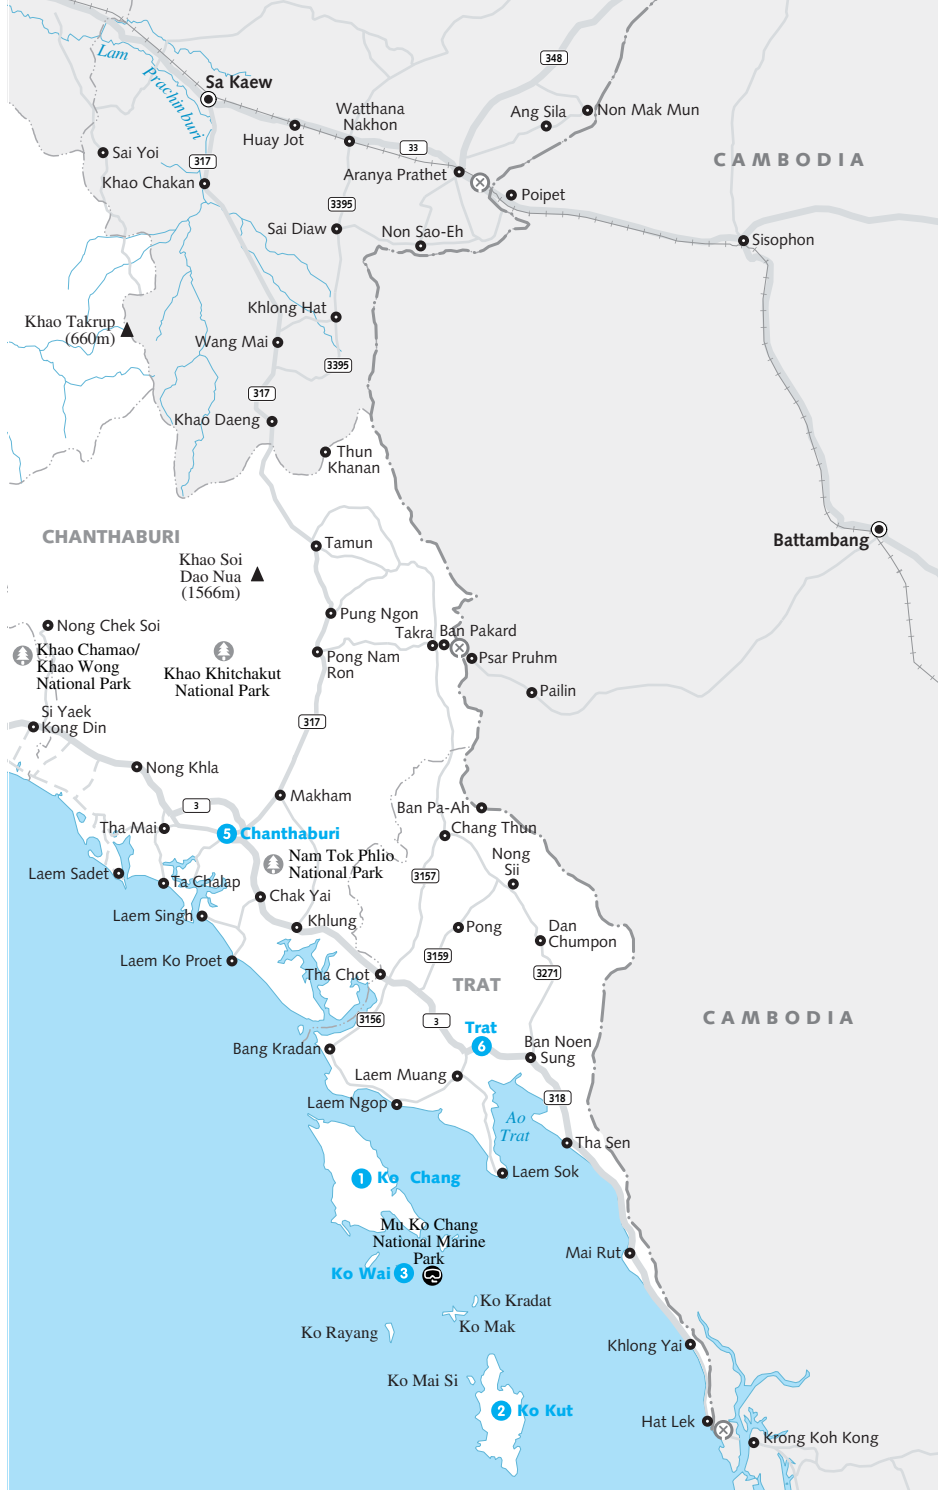 348
Lam
Prachinburi
Sa Kaew
Watthana
Nakhon
Ang Sila
Non Mak Mun
Huay Jot
33
CAMBODIA
Sai Yoi
317
Aranya Prathet
Khao Chakan
Poipet
3395
Sai Diaw
Non Sao-Eh
Sisophon
Khlong Hat
Khao Takrup
(660m)
Wang Mai
3395
317
Khao Daeng
Thun
Khanan
CHANTHABURI
Tamun
Battambang
Khao Soi
Dao Nua
(1566m)
Pung Ngon
Nong Chek Soi
Takra
Ban Pakard
Khao Chamao/
Khao Wong
National Park
Khao Khitchakut
National Park
Pong Nam
Ron
Psar Pruhm
Pailin
Si Yaek
Kong Din
317
Nong Khla
Makham
3
Ban Pa-Ah
Tha Mai
5 Chanthaburi
Chang Thun
Nong
Sii
Nam Tok Phlio
National Park
Laem Sadet
Ta Chalap
3157
Chak Yai
Laem Singh
Khlung
Pong
Dan
Chumpon
Laem Ko Proet
3159
Tha Chot
3271
TRAT
CAMBODIA
3156
3
Trat
6
Ban Noen
Sung
Bang Kradan
Laem Muang
318
Laem Ngop
Ao
Trat
Tha Sen
1 Ko Chang
Laem Sok
Mu Ko Chang
National Marine
Park
Mai Rut
Ko Wai 3
Ko Kradat
Ko Mak
Ko Rayang
Khlong Yai
Ko Mai Si
2 Ko Kut
Hat Lek
Krong Koh Kong